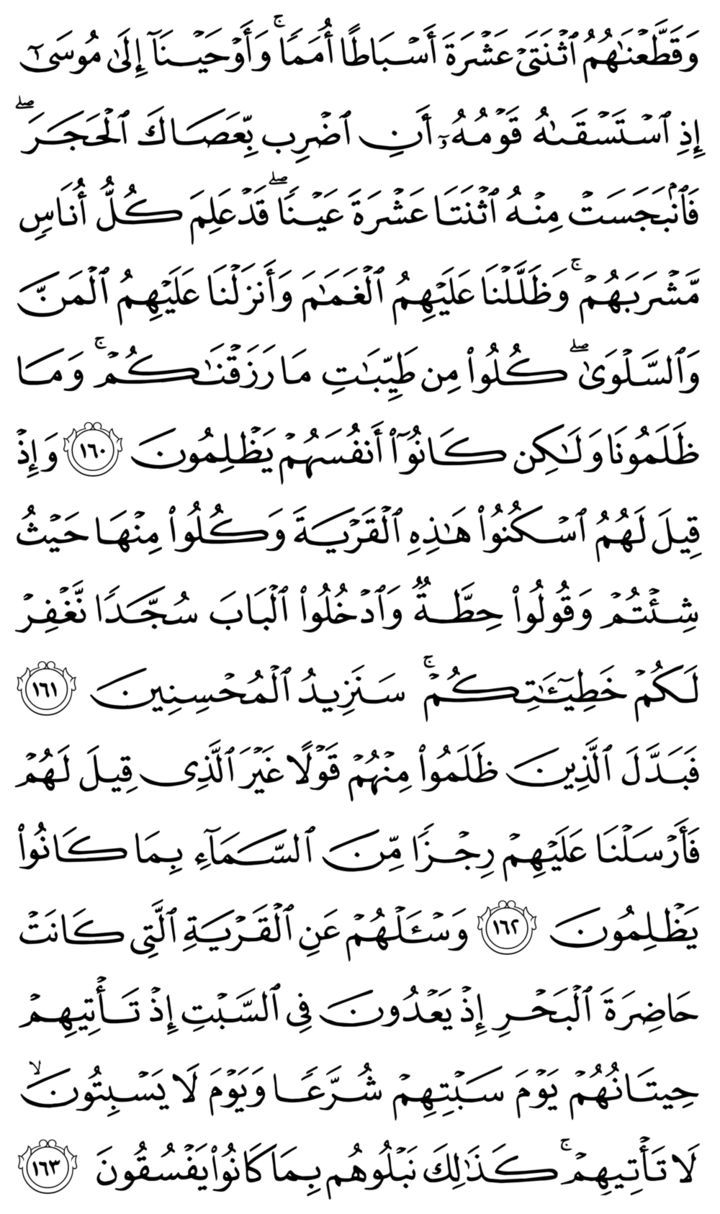 وَقَطَّعْنَٰهُمُ ٱثْنَتَىْ عَشْرَةَ أَسْبَاطًا أُمَمًا ۚ وَأَوْحَيْنَآ إِلَىٰ مُوسَىٰٓ
إِذِ ٱسْتَسْقَىٰهُ قَوْمُهُۥٓ أَنِ ٱضْرِب بِّعَصَاكَ ٱلْحَجَرَ ۖ
فَٱنۢبَجَسَتْ مِنْهُ ٱثْنَتَا عَشْرَةَ عَيْنًا ۖ قَدْ عَلِمَ كُلُّ أُنَاسٍ
مَّشْرَبَهُمْ ۚ وَظَلَّلْنَا عَلَيْهِمُ ٱلْغَمَٰمَ وَأَنزَلْنَا عَلَيْهِمُ ٱلْمَنَّ
وَٱلسَّلْوَىٰ ۖ كُلُوا۟ مِن طَيِّبَٰتِ مَا رَزَقْنَٰكُمْ ۚ وَمَا
ظَلَمُونَا وَلَٰكِن كَانُوٓا۟ أَنفُسَهُمْ يَظْلِمُونَ ١٦٠ وَإِذْ
قِيلَ لَهُمُ ٱسْكُنُوا۟ هَٰذِهِ ٱلْقَرْيَةَ وَكُلُوا۟ مِنْهَا حَيْثُ
شِئْتُمْ وَقُولُوا۟ حِطَّةٌ وَٱدْخُلُوا۟ ٱلْبَابَ سُجَّدًا نَّغْفِرْ
لَكُمْ خَطِيٓـَٰٔتِكُمْ ۚ سَنَزِيدُ ٱلْمُحْسِنِينَ ١٦١
فَبَدَّلَ ٱلَّذِينَ ظَلَمُوا۟ مِنْهُمْ قَوْلًا غَيْرَ ٱلَّذِى قِيلَ لَهُمْ
فَأَرْسَلْنَا عَلَيْهِمْ رِجْزًا مِّنَ ٱلسَّمَآءِ بِمَا كَانُوا۟
يَظْلِمُونَ ١٦٢ وَسْـَٔلْهُمْ عَنِ ٱلْقَرْيَةِ ٱلَّتِى كَانَتْ
حَاضِرَةَ ٱلْبَحْرِ إِذْ يَعْدُونَ فِى ٱلسَّبْتِ إِذْ تَأْتِيهِمْ
حِيتَانُهُمْ يَوْمَ سَبْتِهِمْ شُرَّعًا وَيَوْمَ لَا يَسْبِتُونَ ۙ
لَا تَأْتِيهِمْ ۚ كَذَٰلِكَ نَبْلُوهُم بِمَا كَانُوا۟ يَفْسُقُونَ ١٦٣